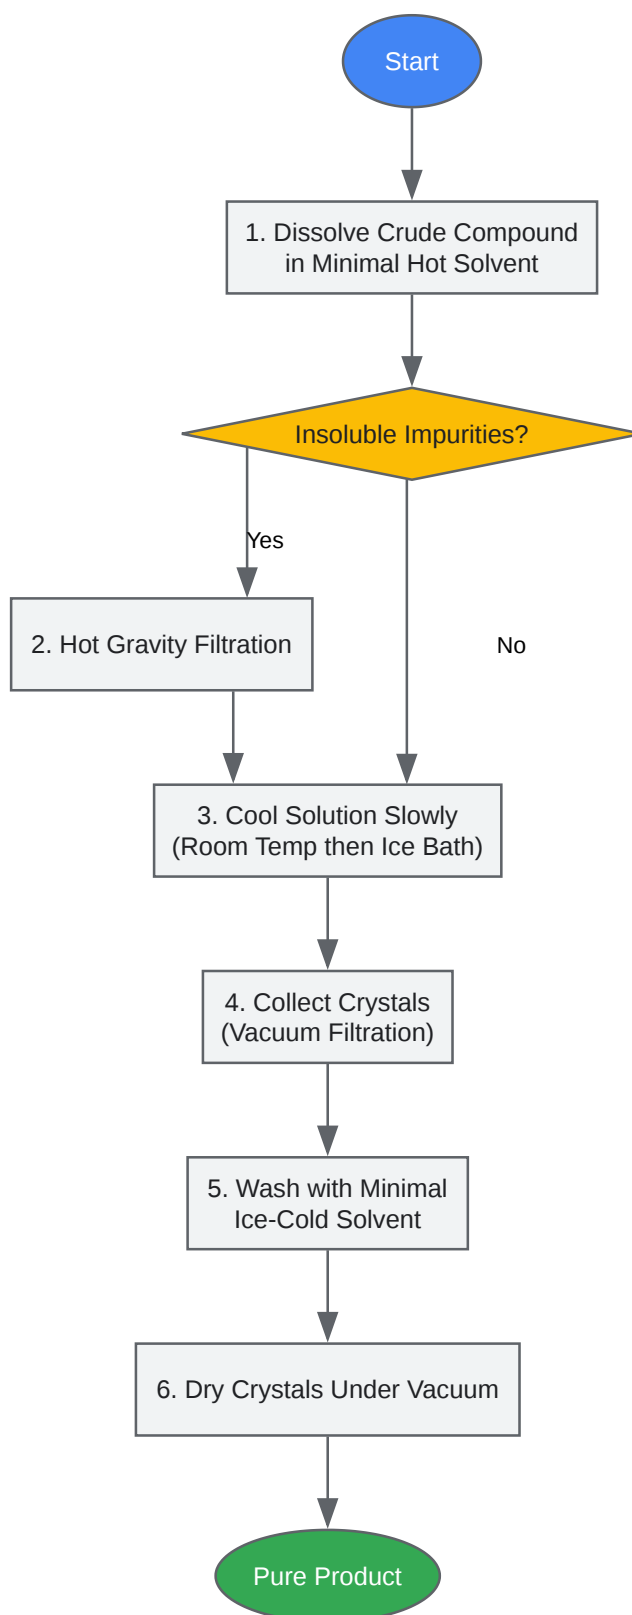 Start
1. Dissolve Crude Compound
in Minimal Hot Solvent
Insoluble Impurities?
Yes
2. Hot Gravity Filtration
No
3. Cool Solution Slowly
(Room Temp then Ice Bath)
4. Collect Crystals
(Vacuum Filtration)
5. Wash with Minimal
Ice-Cold Solvent
6. Dry Crystals Under Vacuum
Pure Product